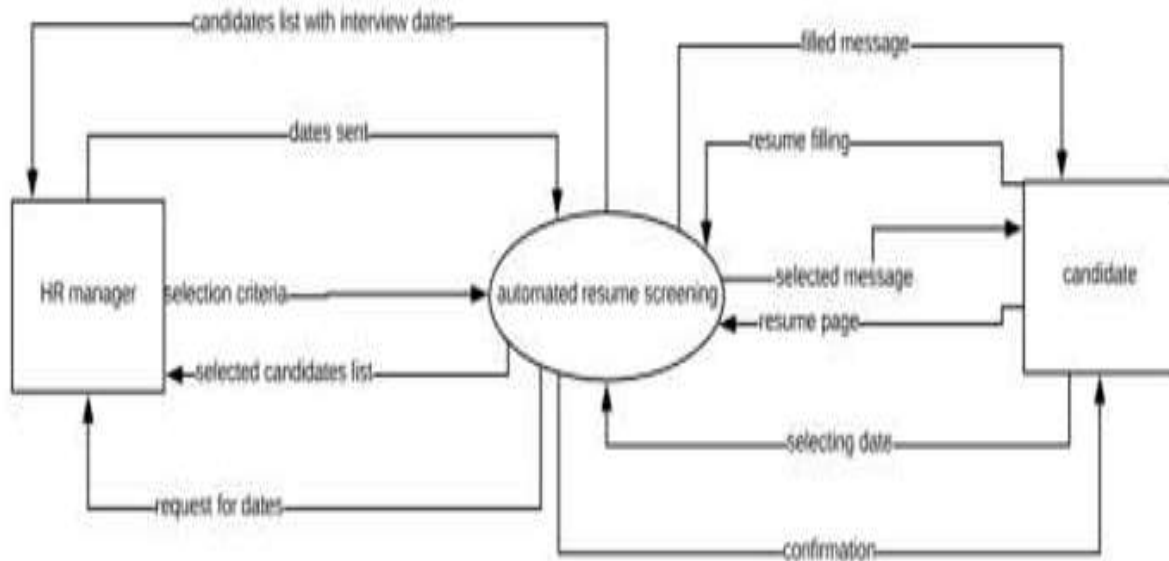 candidates list with interview dates
filled message
dates sent
resume filling
HR manager
selection criteria
automated resume screening
selected message
candidate
resume page
selected candidates list
selecting date
request for dates
confirmation